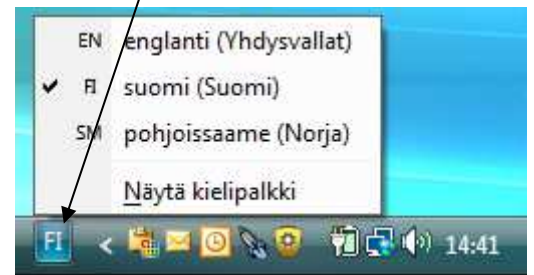 EN englanti (Yhdysvallat)
FI suomi (Suomi)
SM pohjoissaame (Norja)
Näytä kielipalkki
FI < 14:41